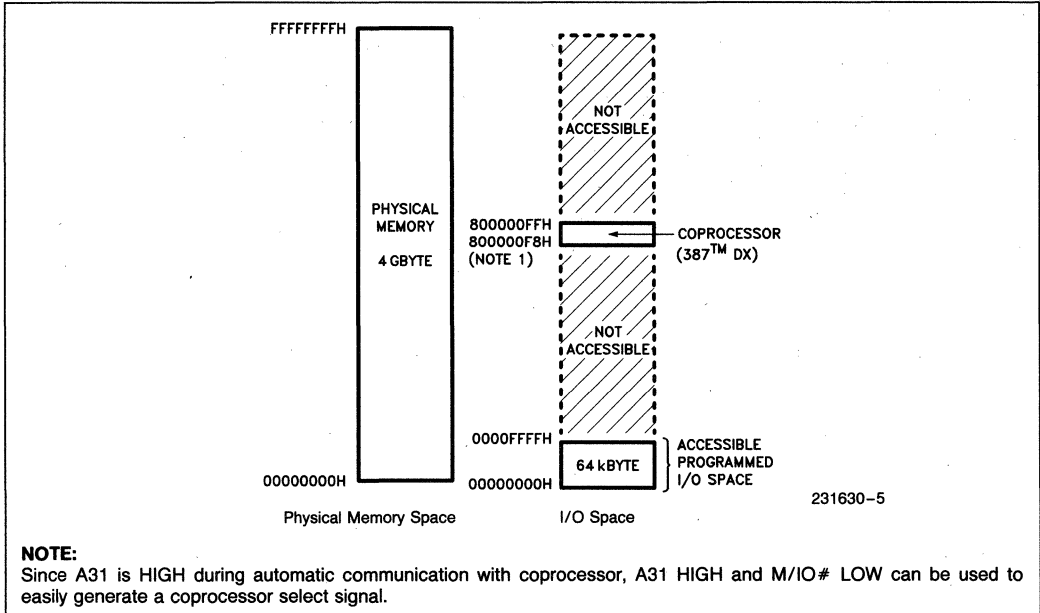 FFFFFFFFH
PHYSICAL
MEMORY
4 GBYTE
00000000H
Physical Memory Space
NOT
ACCESSIBLE
800000FFH
800000F8H
(NOTE 1)
COPROCESSOR
(387™ DX)
NOT
ACCESSIBLE
0000FFFFH
64 kBYTE
00000000H
ACCESSIBLE
PROGRAMMED
I/O SPACE
I/O Space
231630-5
NOTE:
Since A31 is HIGH during automatic communication with coprocessor, A31 HIGH and M/IO# LOW can be used to
easily generate a coprocessor select signal.